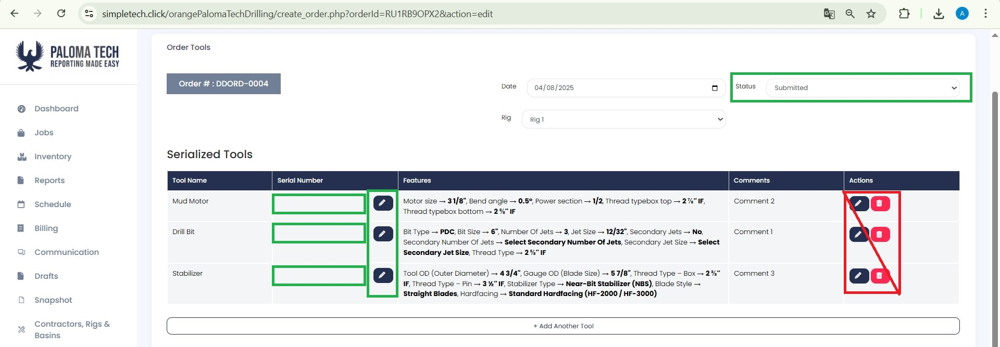 simpletech.click/orangePalomaTechDrilling/create_order.php?orderId=RU1RB9OPX2&action=edit
A
PALOMA TECH
REPORTING MADE EASY
Dashboard
Jobs
Inventory
Reports
Schedule
Billing
Communication
Drafts
Snapshot
Contractors, Rigs &
Basins
Order Tools
Order # : DDORD-0004
Date
04/08/2025
Status
Submitted
Rig
Rig 1
Serialized Tools
Tool Name Serial Number Features Comments Actions
Mud Motor
Motor size → 3 1/8", Bend angle → 0.5°, Power section → 1/2, Thread typebox top → 2 ⅞″ IF,
Thread typebox bottom → 2 ⅜″ IF
Comment 2
Drill Bit
Bit Type → PDC, Bit Size → 6", Number Of Jets → 3, Jet Size → 12/32", Secondary Jets → No,
Secondary Number Of Jets → Select Secondary Number Of Jets, Secondary Jet Size → Select
Secondary Jet Size, Thread Type → 2 ⅜″ IF
Comment 1
Stabilizer
Tool OD (Outer Diameter) → 4 3/4", Gauge OD (Blade Size) → 5 7/8", Thread Type – Box → 2 ⅜″
IF, Thread Type – Pin → 3 ½″ IF, Stabilizer Type → Near-Bit Stabilizer (NBS), Blade Style →
Straight Blades, Hardfacing → Standard Hardfacing (HF-2000 / HF-3000)
Comment 3
+ Add Another Tool